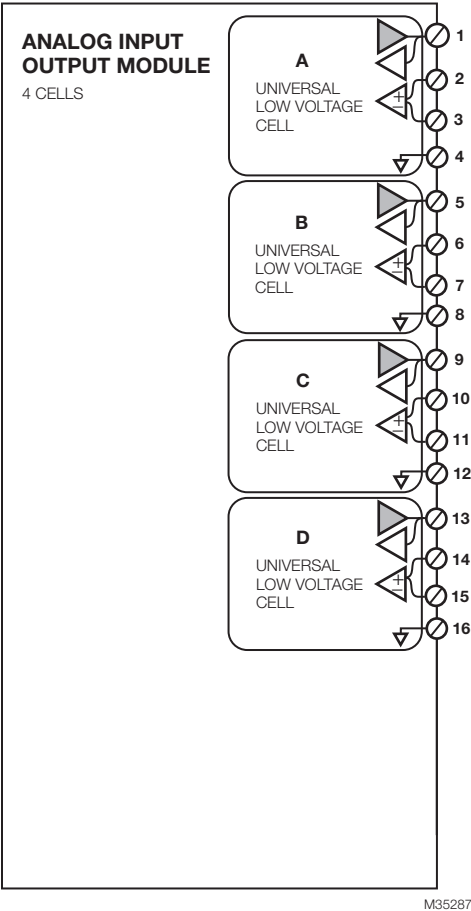 ANALOG INPUT
OUTPUT MODULE
4 CELLS
A
UNIVERSAL
LOW VOLTAGE
CELL
+
–
1
2
3
4
B
UNIVERSAL
LOW VOLTAGE
CELL
+
–
5
6
7
8
C
UNIVERSAL
LOW VOLTAGE
CELL
+
–
9
10
11
12
D
UNIVERSAL
LOW VOLTAGE
CELL
+
–
13
14
15
16
M35287